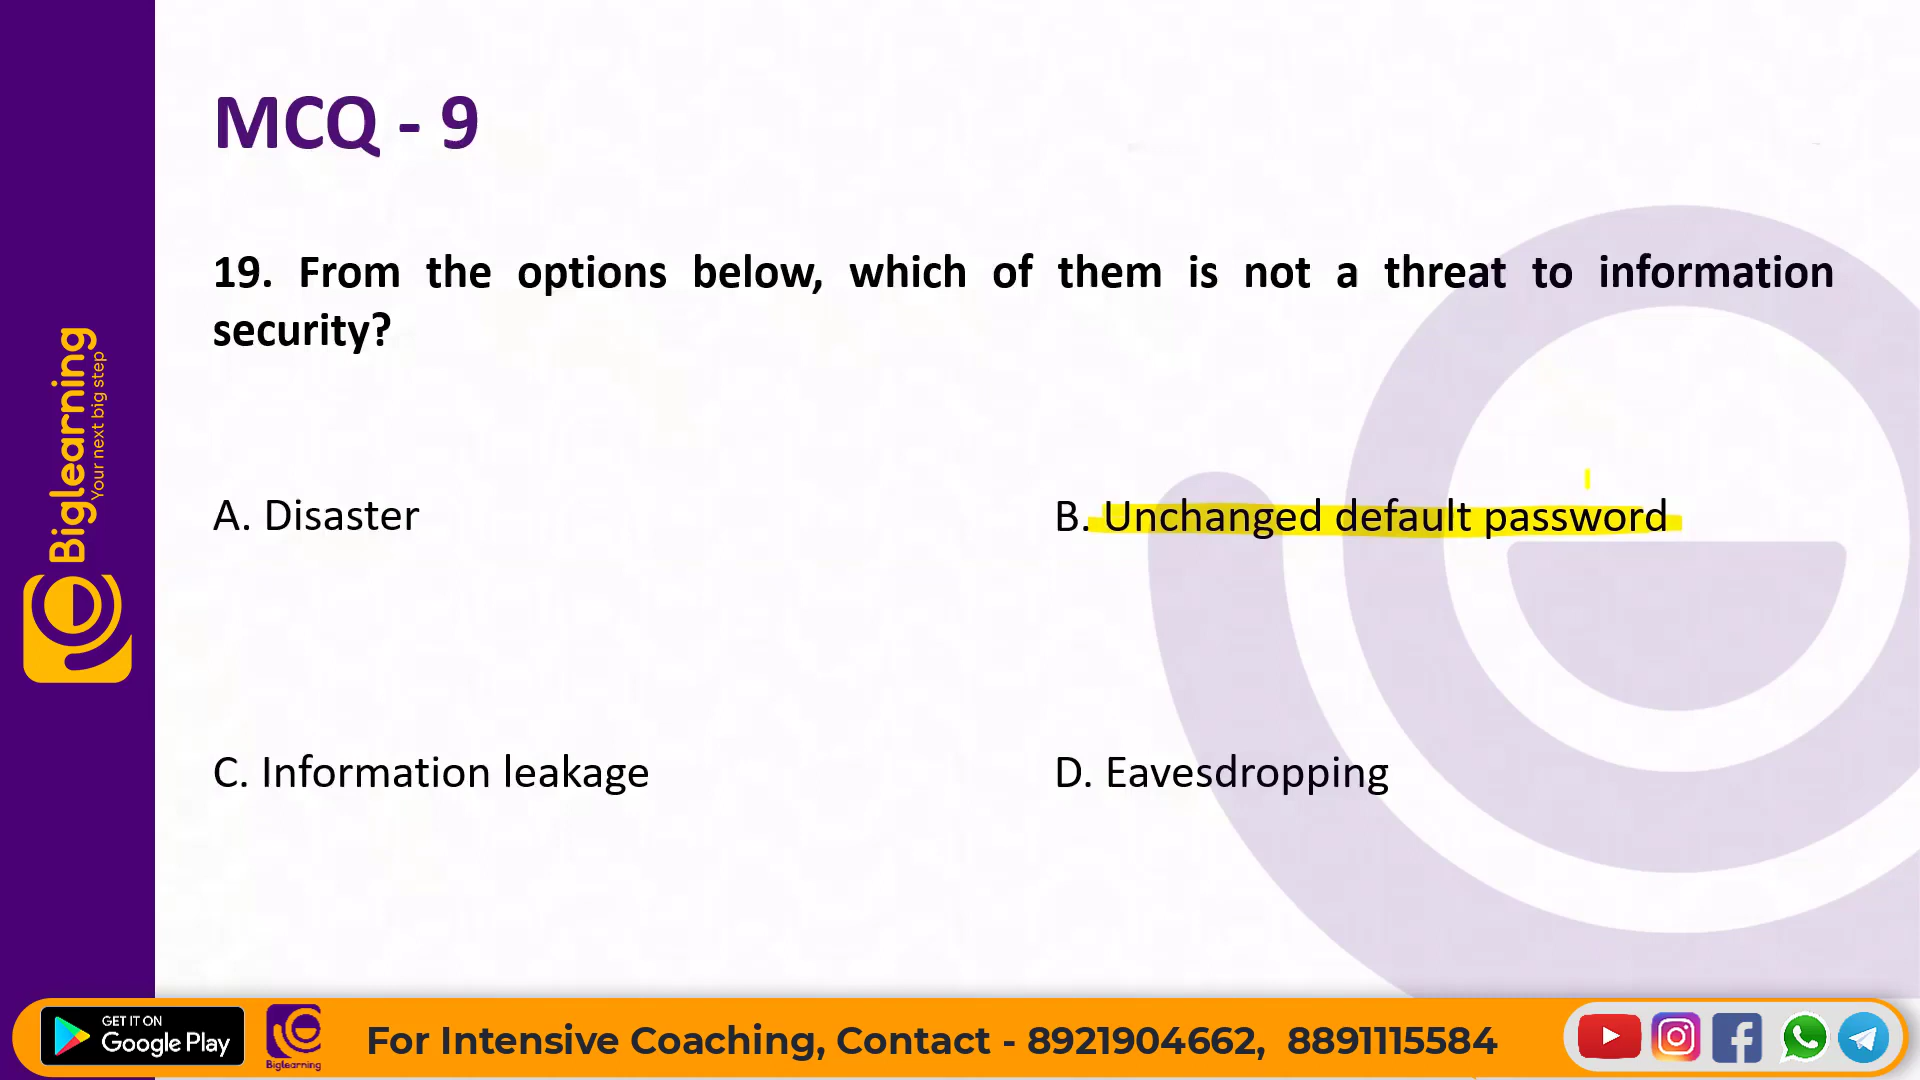 MCQ - 9
19. From the options below, which of them is not a threat to information
security?
A. Disaster
B. Unchanged default password
C. Information leakage
D. Eavesdropping
Biglearning
Your next big step
GET IT ON
Google Play
Biglearning
For Intensive Coaching, Contact - 8921904662, 8891115584